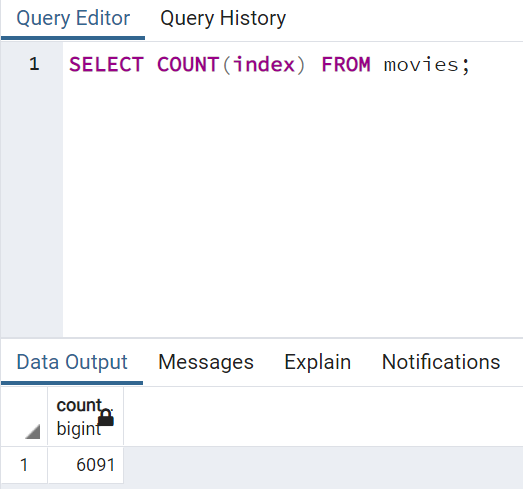 Query Editor Query History
1 SELECT COUNT(index) FROM movies;
Data Output Messages Explain Notifications
count
bigint
1 6091